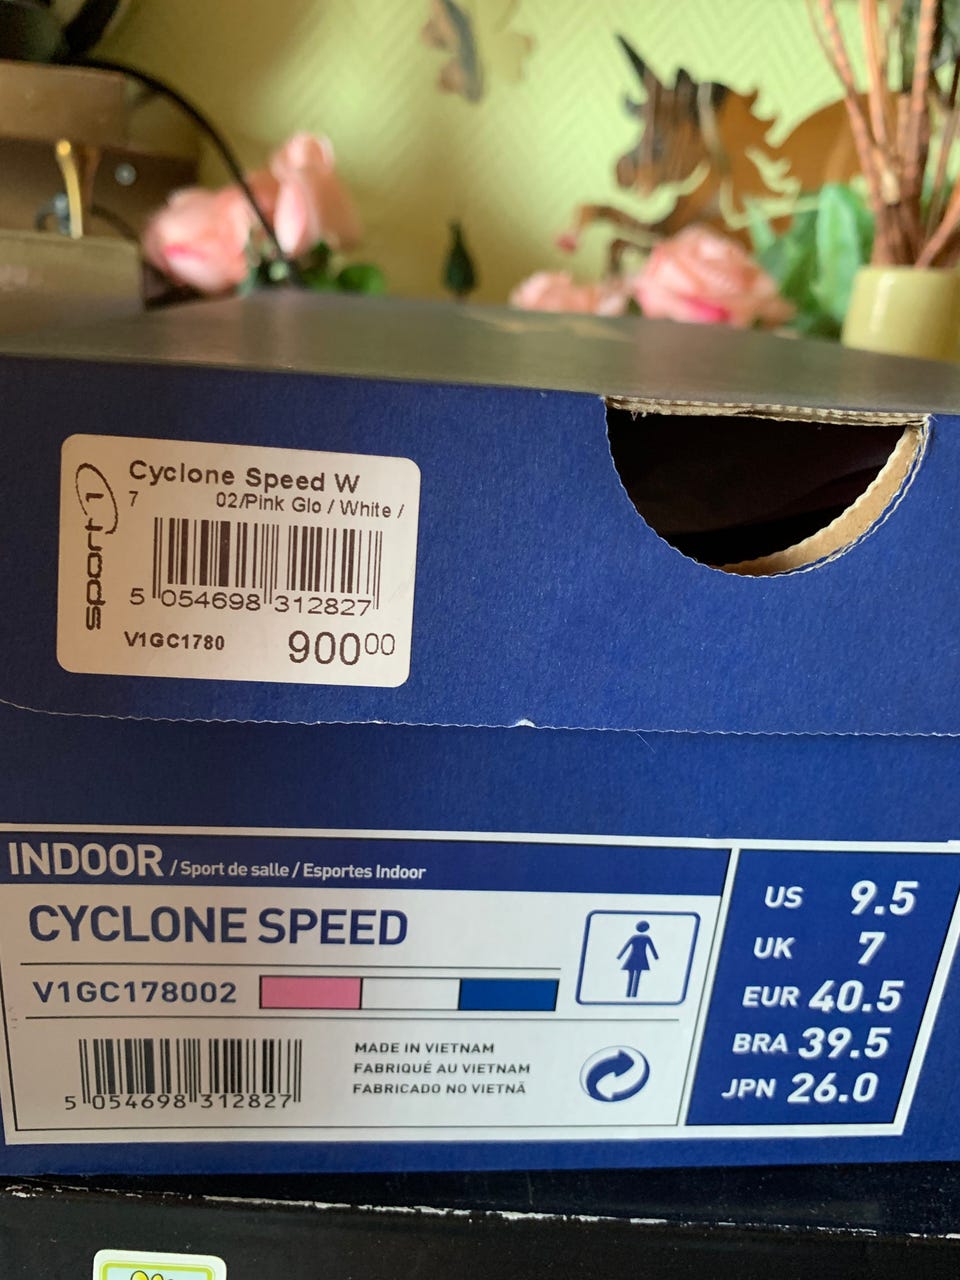 sport 1
Cyclone Speed W
7 02/Pink Glo / White /
5 054698 312827
V1GC1780 900 00
INDOOR / Sport de salle / Esportes Indoor
CYCLONE SPEED
V1GC178002
5 054698 312827
MADE IN VIETNAM
FABRIQUÉ AU VIETNAM
FABRICADO NO VIETNÃ
US 9.5
UK 7
EUR 40.5
BRA 39.5
JPN 26.0